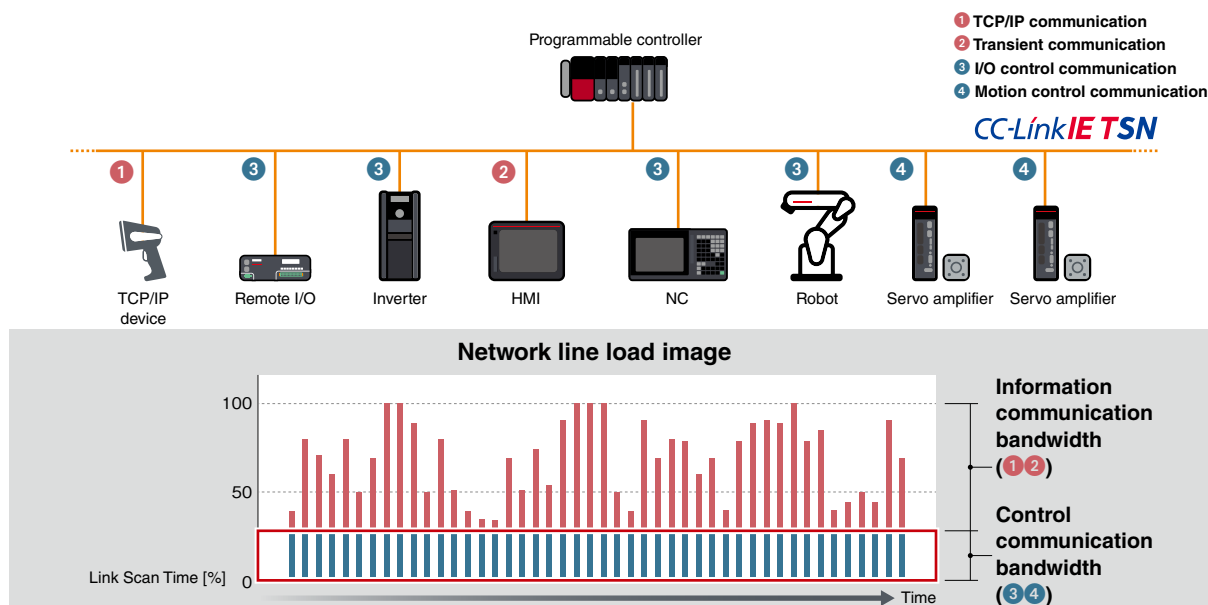 1 TCP/IP communication
2 Transient communication
3 I/O control communication
4 Motion control communication
CC-Link IE TSN
Programmable controller
1 3 3 2 3 3 4 4
TCP/IP
device
Remote I/O
Inverter
HMI
NC
Robot
Servo amplifier
Servo amplifier
Network line load image
100
50
0
Link Scan Time [%]
Time
Information
communication
bandwidth
(1 2)
Control
communication
bandwidth
(3 4)